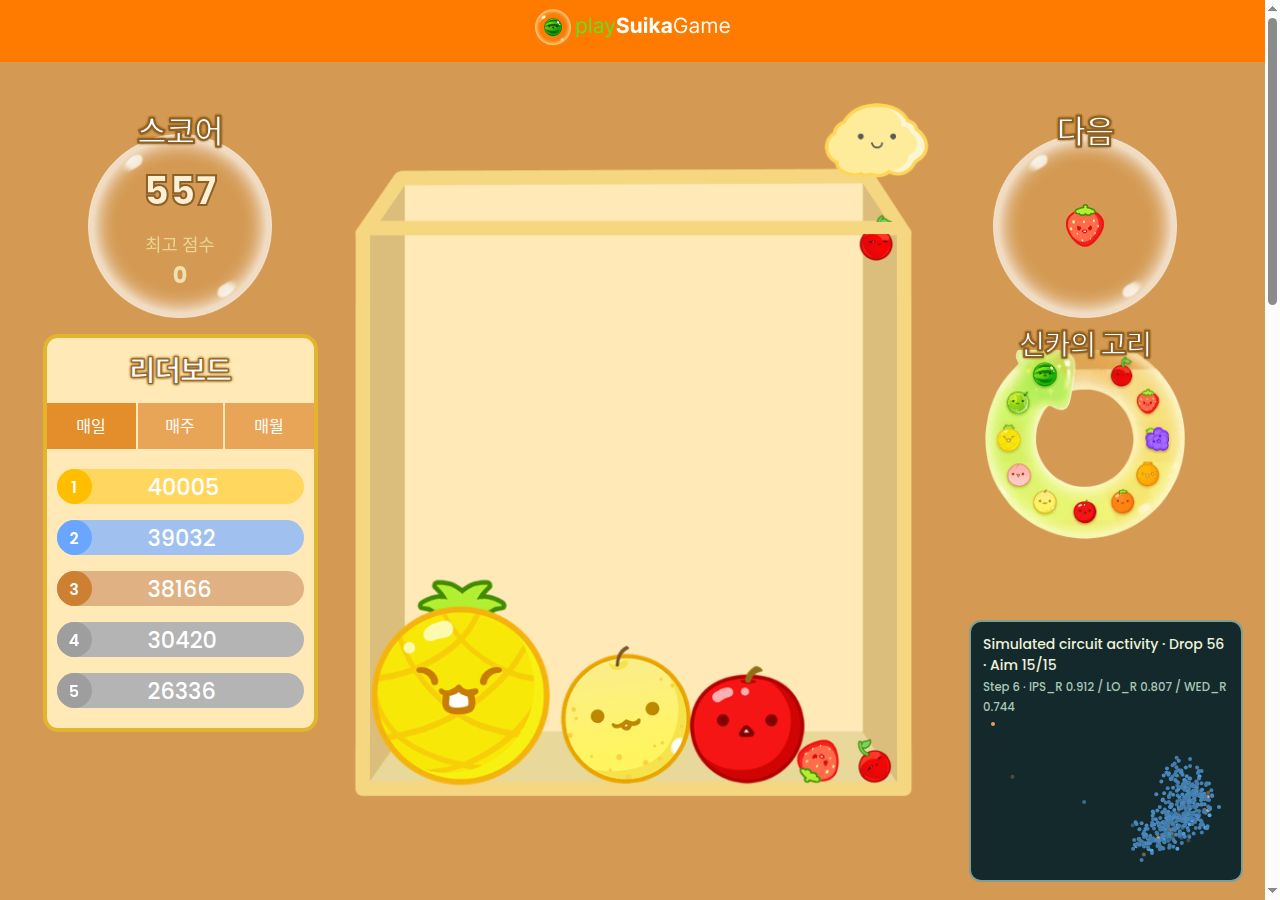 playSuikaGame
스코어
557
최고 점수
0
리더보드
매일 매주 매월
1 40005
2 39032
3 38166
4 30420
5 26336
다음
신카의 고리
Simulated circuit activity · Drop 56
· Aim 15/15
Step 6 · IPS_R 0.912 / LO_R 0.807 / WED_R
0.744